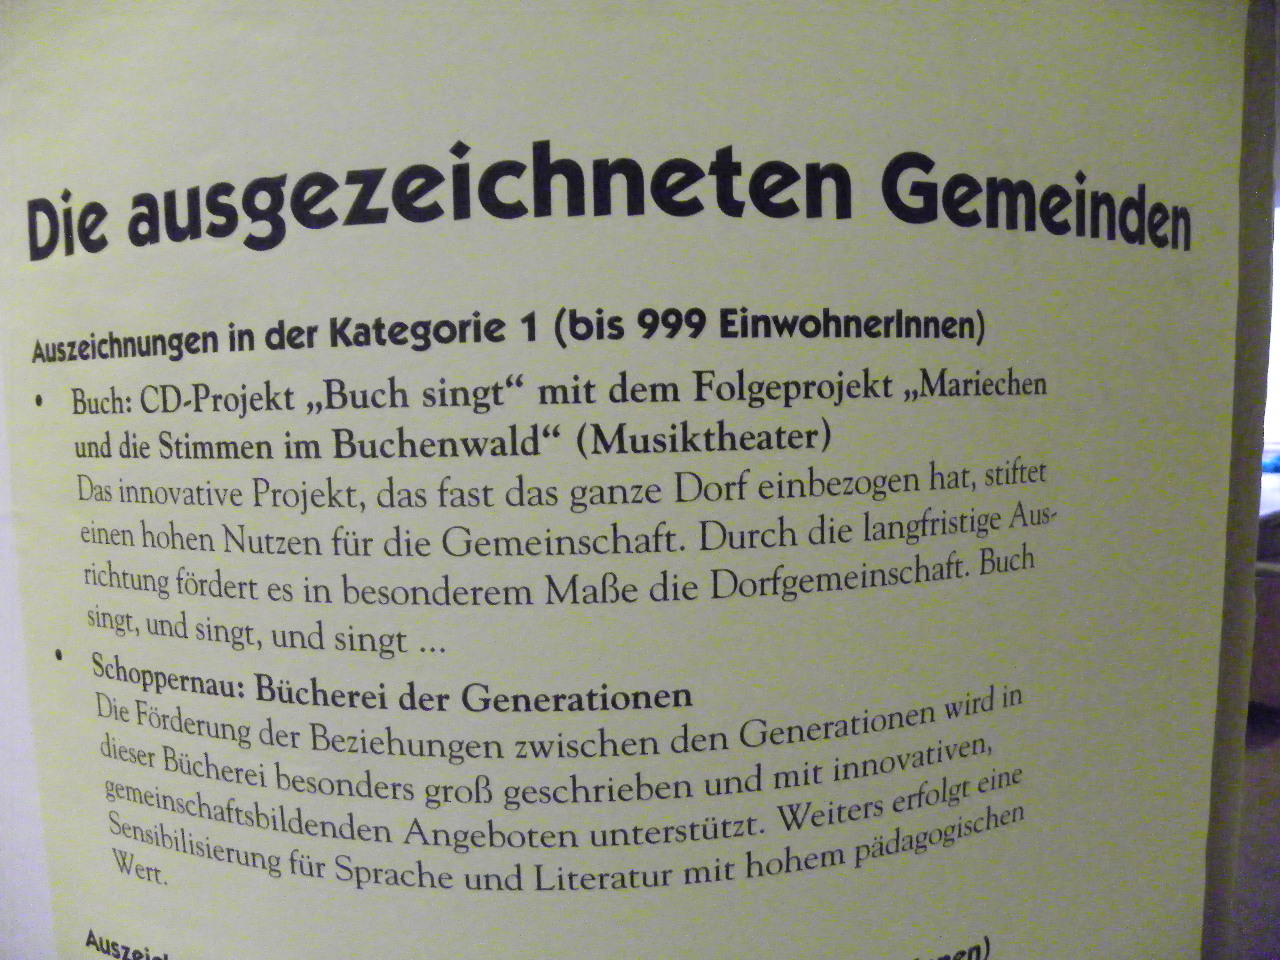 Die ausgezeichneten Gemeinden
Auszeichnungen in der Kategorie 1 (bis 999 EinwohnerInnen)
• Buch: CD-Projekt „Buch singt“ mit dem Folgeprojekt „Mariechen
und die Stimmen im Buchenwald“ (Musiktheater)
Das innovative Projekt, das fast das ganze Dorf einbezogen hat, stiftet
einen hohen Nutzen für die Gemeinschaft. Durch die langfristige Aus-
richtung fördert es in besonderem Maße die Dorfgemeinschaft. Buch
singt, und singt, und singt ...
• Schoppernau: Bücherei der Generationen
Die Förderung der Beziehungen zwischen den Generationen wird in
dieser Bücherei besonders groß geschrieben und mit innovativen,
gemeinschaftsbildenden Angeboten unterstützt. Weiters erfolgt eine
Sensibilisierung für Sprache und Literatur mit hohem pädagogischen
Wert.